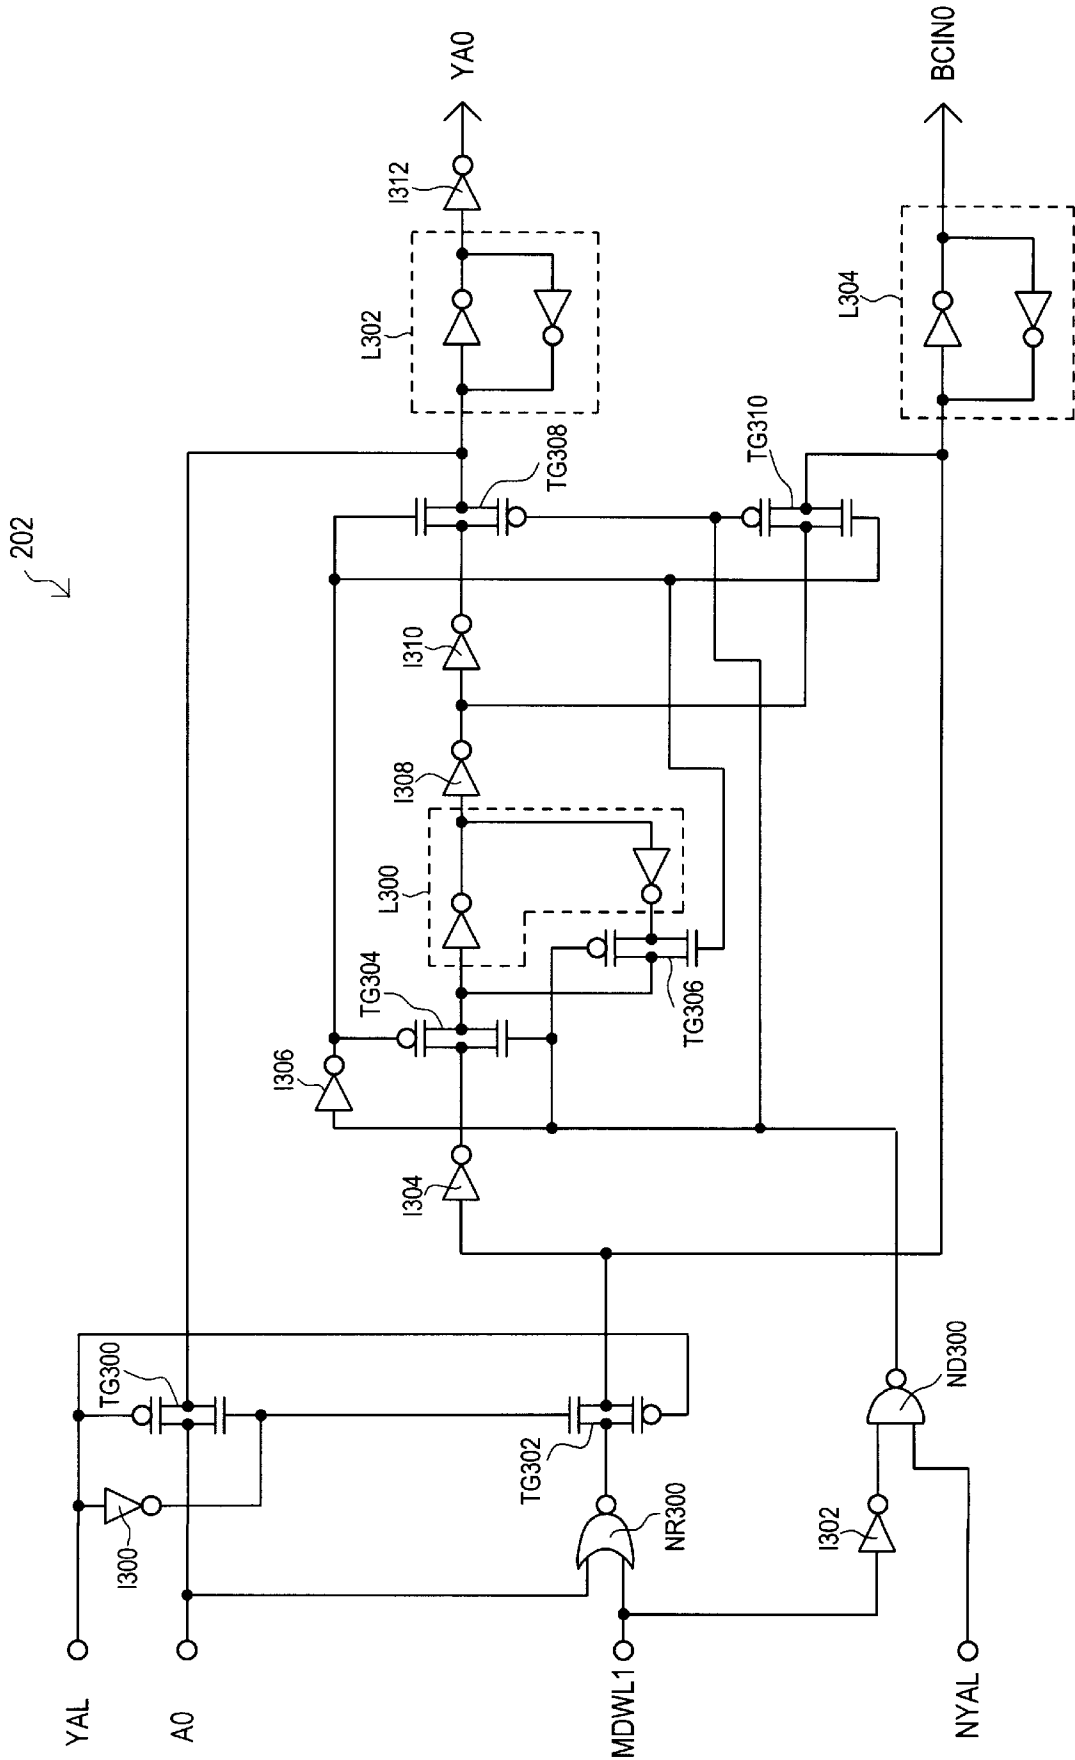 202
YAL
A0
MDWL1
NYAL
I300
TG300
TG302
NR300
I302
ND300
I304
I306
TG304
TG306
L300
I308
I310
TG308
TG310
L302
I312
YA0
L304
BCIN0